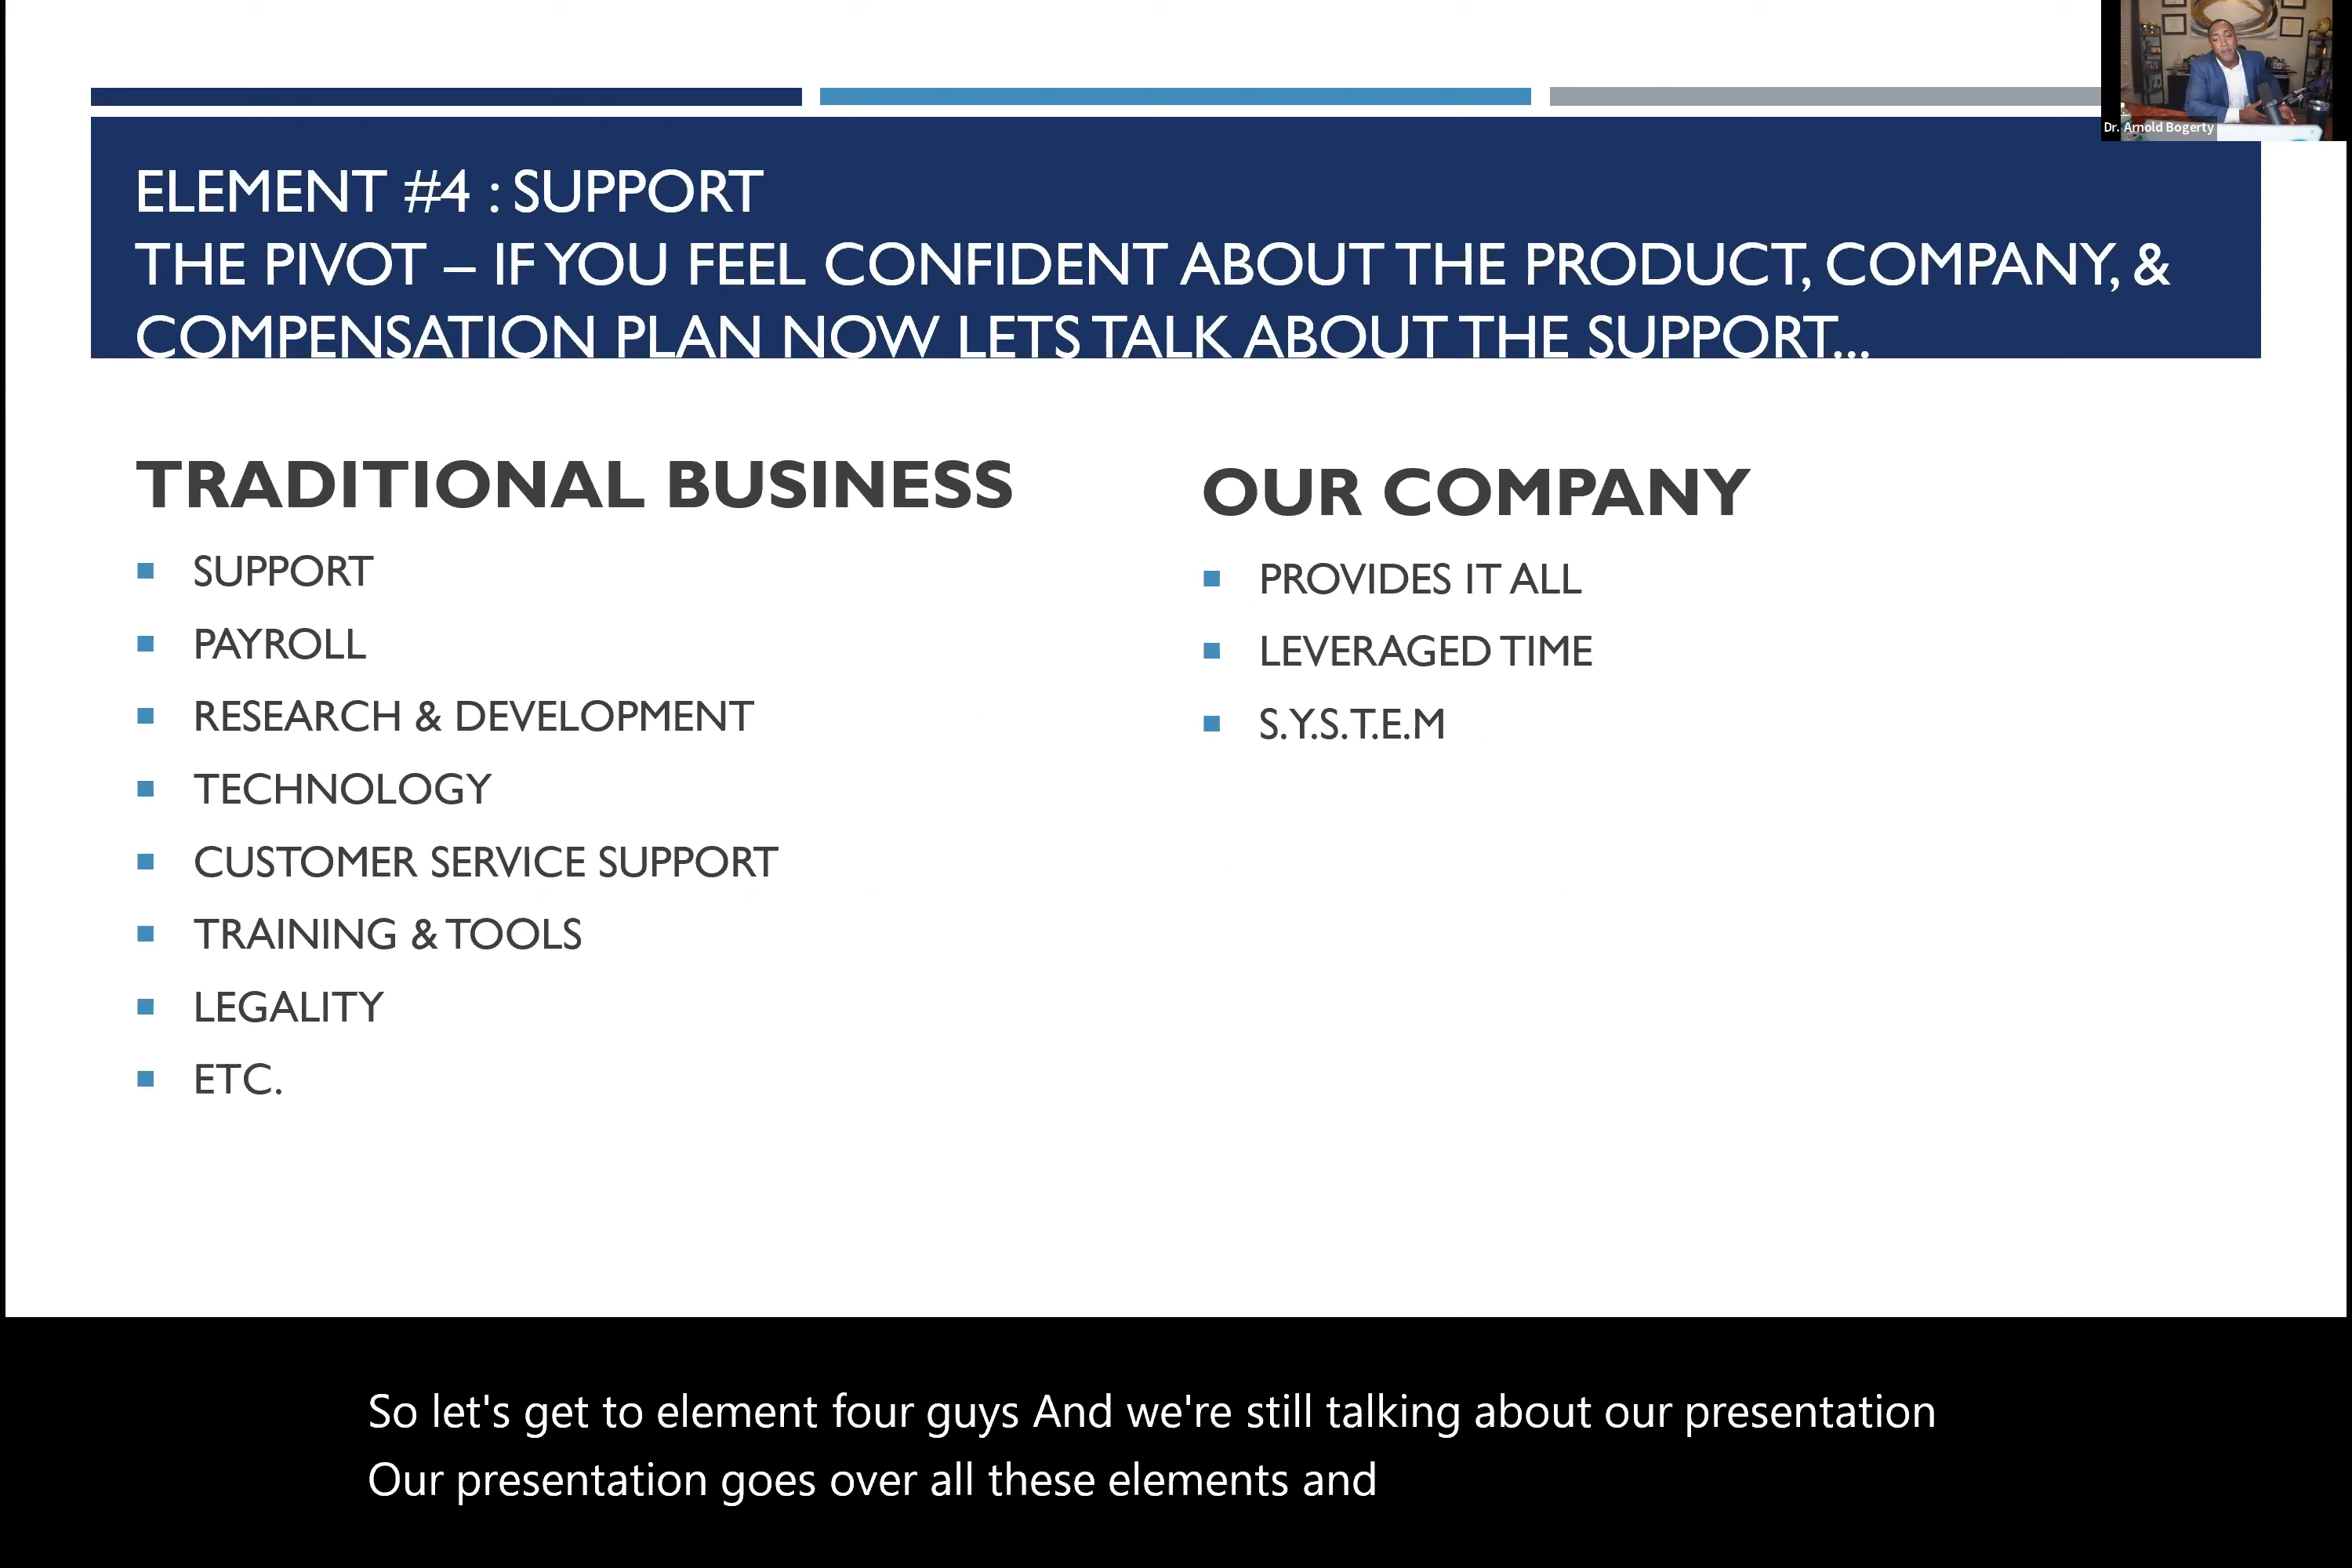 Dr. Arnold Bogerty
ELEMENT #4 : SUPPORT
THE PIVOT – IF YOU FEEL CONFIDENT ABOUT THE PRODUCT, COMPANY, &
COMPENSATION PLAN NOW LETS TALK ABOUT THE SUPPORT...
TRADITIONAL BUSINESS
SUPPORT
PAYROLL
RESEARCH & DEVELOPMENT
TECHNOLOGY
CUSTOMER SERVICE SUPPORT
TRAINING & TOOLS
LEGALITY
ETC.
OUR COMPANY
PROVIDES IT ALL
LEVERAGED TIME
S.Y.S.T.E.M
So let's get to element four guys And we're still talking about our presentation
Our presentation goes over all these elements and